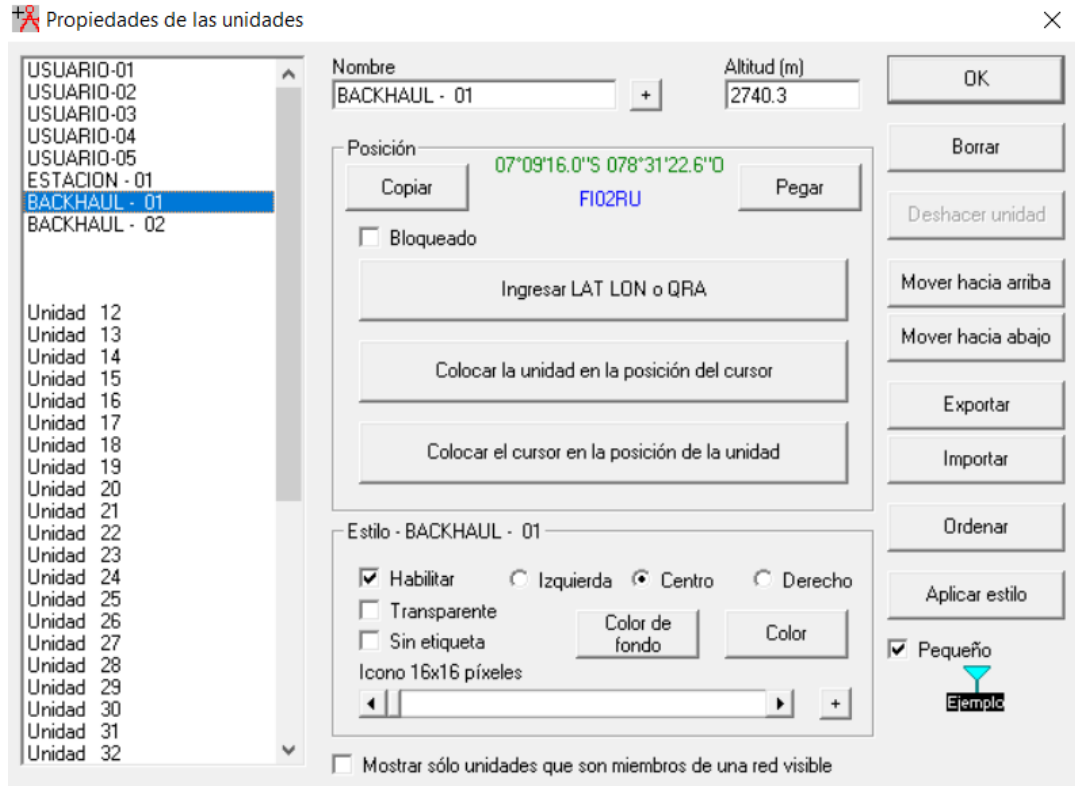 Propiedades de las unidades
USUARIO-01
USUARIO-02
USUARIO-03
USUARIO-04
USUARIO-05
ESTACION - 01
BACKHAUL - 01
BACKHAUL - 02
Unidad 12
Unidad 13
Unidad 14
Unidad 15
Unidad 16
Unidad 17
Unidad 18
Unidad 19
Unidad 20
Unidad 21
Unidad 22
Unidad 23
Unidad 24
Unidad 25
Unidad 26
Unidad 27
Unidad 28
Unidad 29
Unidad 30
Unidad 31
Unidad 32
Nombre
BACKHAUL - 01
+
Altitud (m)
2740.3
Posición
Copiar
07°09'16.0''S 078°31'22.6''O
FI02RU
Pegar
Bloqueado
Ingresar LAT LON o QRA
Colocar la unidad en la posición del cursor
Colocar el cursor en la posición de la unidad
Estilo - BACKHAUL - 01
Habilitar
Izquierda
Centro
Derecho
Transparente
Sin etiqueta
Color de
fondo
Color
Icono 16x16 píxeles
+
Mostrar sólo unidades que son miembros de una red visible
OK
Borrar
Deshacer unidad
Mover hacia arriba
Mover hacia abajo
Exportar
Importar
Ordenar
Aplicar estilo
Pequeño
Ejemplo